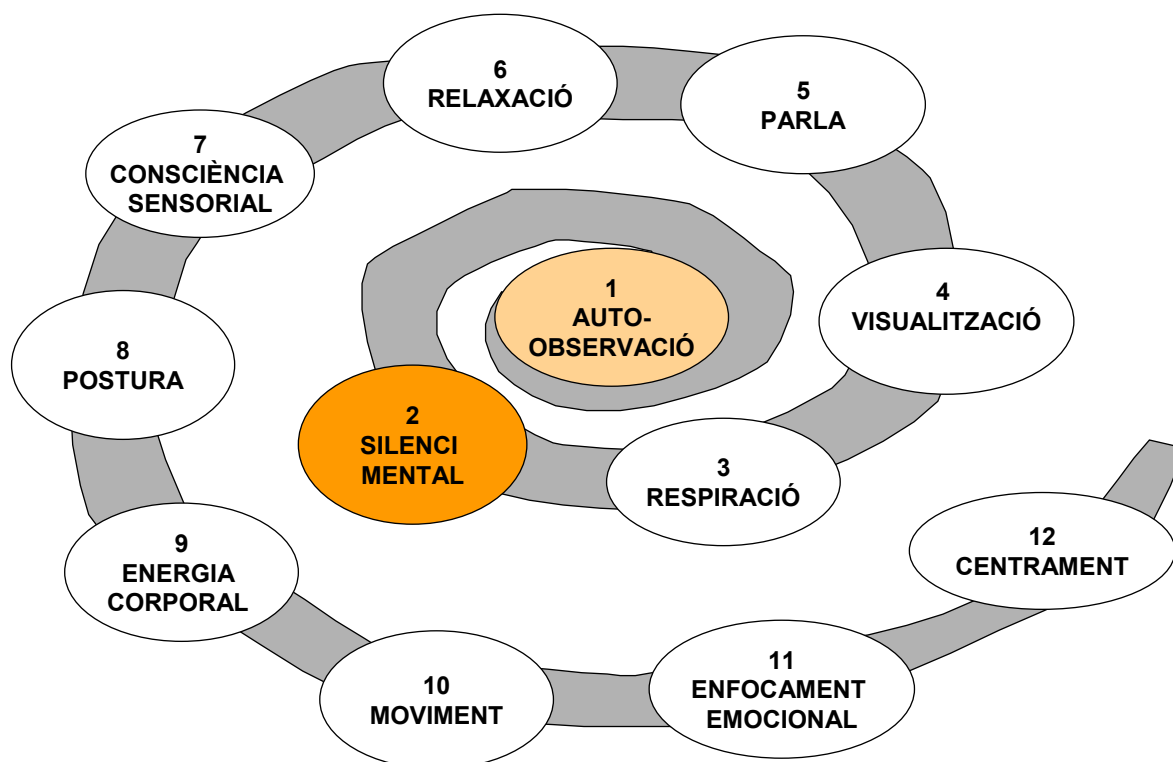 1
AUTO-
OBSERVACIÓ
2
SILENCI
MENTAL
3
RESPIRACIÓ
4
VISUALITZACIÓ
5
PARLA
6
RELAXACIÓ
7
CONSCIÈNCIA
SENSORIAL
8
POSTURA
9
ENERGIA
CORPORAL
10
MOVIMENT
11
ENFOCAMENT
EMOCIONAL
12
CENTRAMENT